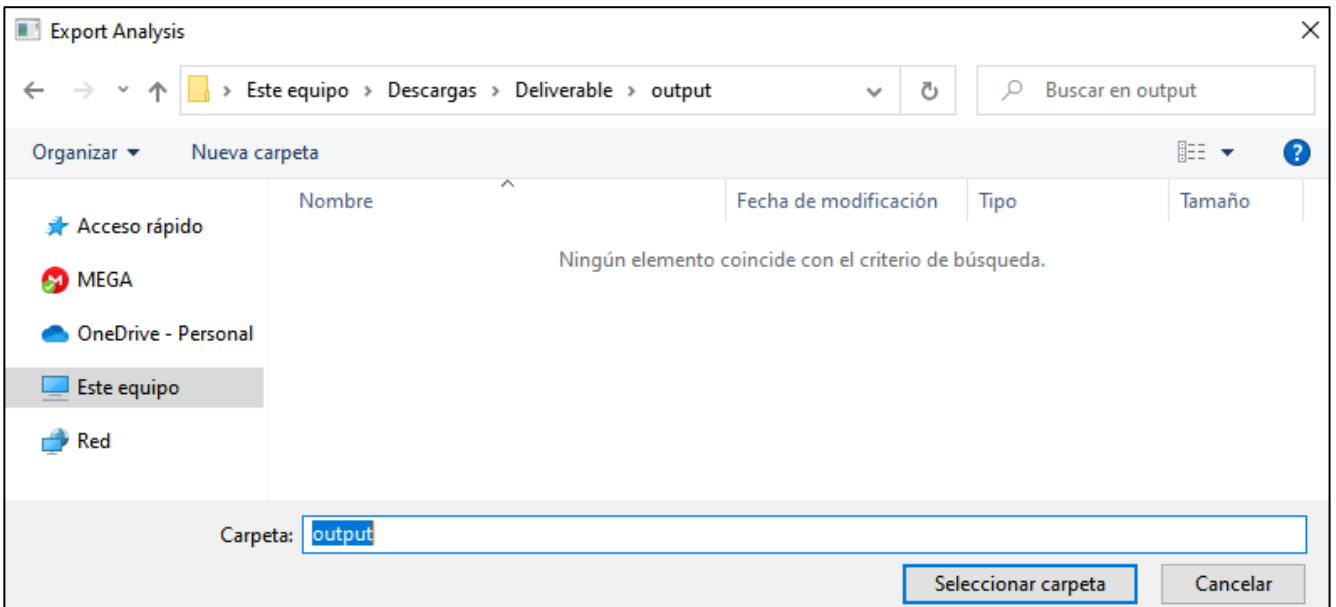 Export Analysis
Este equipo > Descargas > Deliverable > output
Buscar en output
Organizar
Nueva carpeta
?
Nombre
Fecha de modificación
Tipo
Tamaño
Acceso rápido
MEGA
OneDrive - Personal
Este equipo
Red
Ningún elemento coincide con el criterio de búsqueda.
Carpeta: output
Seleccionar carpeta
Cancelar